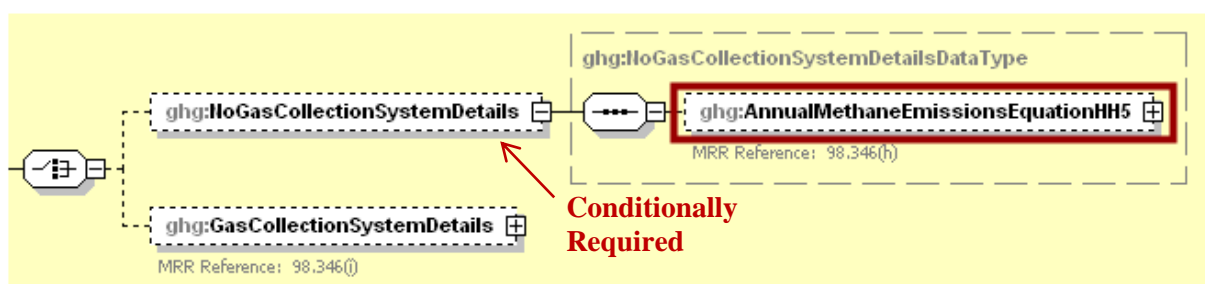 ghg:NoGasCollectionSystemDetailsDataType
ghg:NoGasCollectionSystemDetails
ghg:AnnualMethaneEmissionsEquationHH5
MRR Reference: 98.346(h)
Conditionally
Required
ghg:GasCollectionSystemDetails
MRR Reference: 98.346(i)